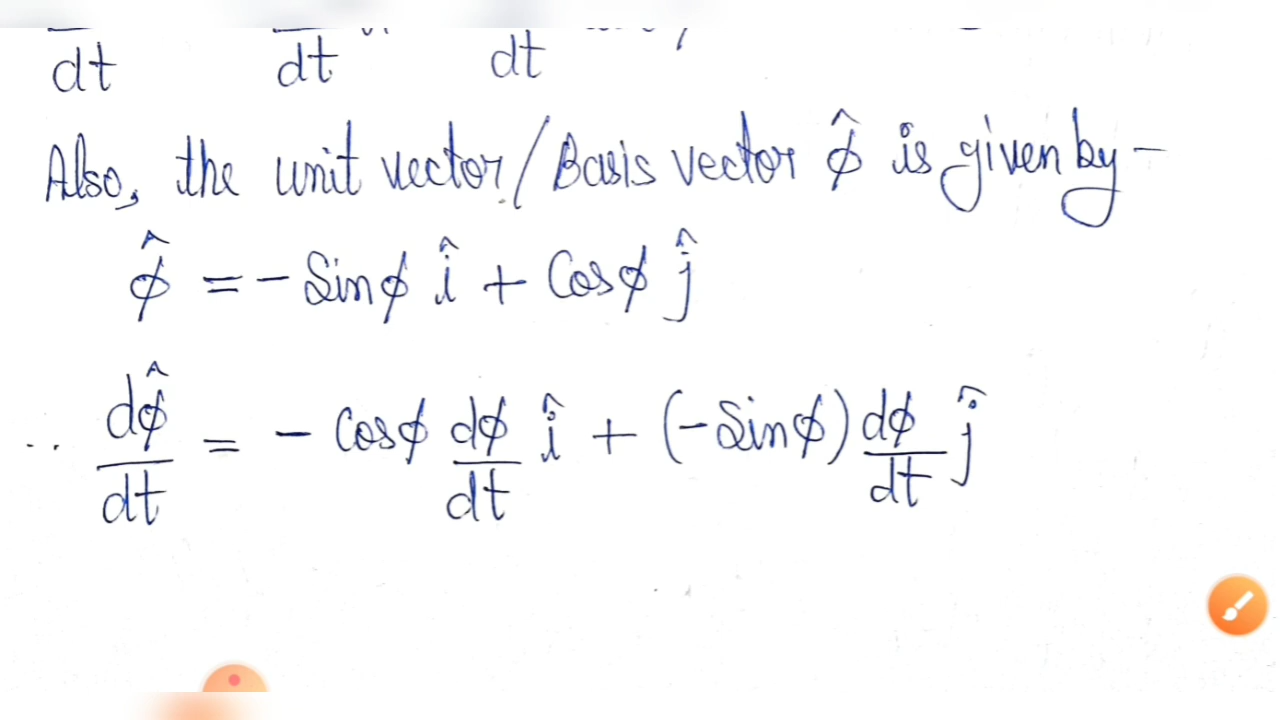 dt dt dt
Also, the unit vector/Basis vector φ̂ is given by –
φ̂ = - Sinφ î + Cosφ ĵ
∴ dφ̂/dt = - Cosφ dφ/dt î + (-Sinφ) dφ/dt ĵ